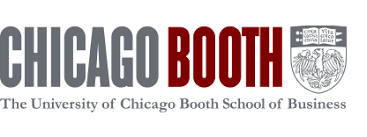 CHICAGO BOOTH
The University of Chicago Booth School of Business